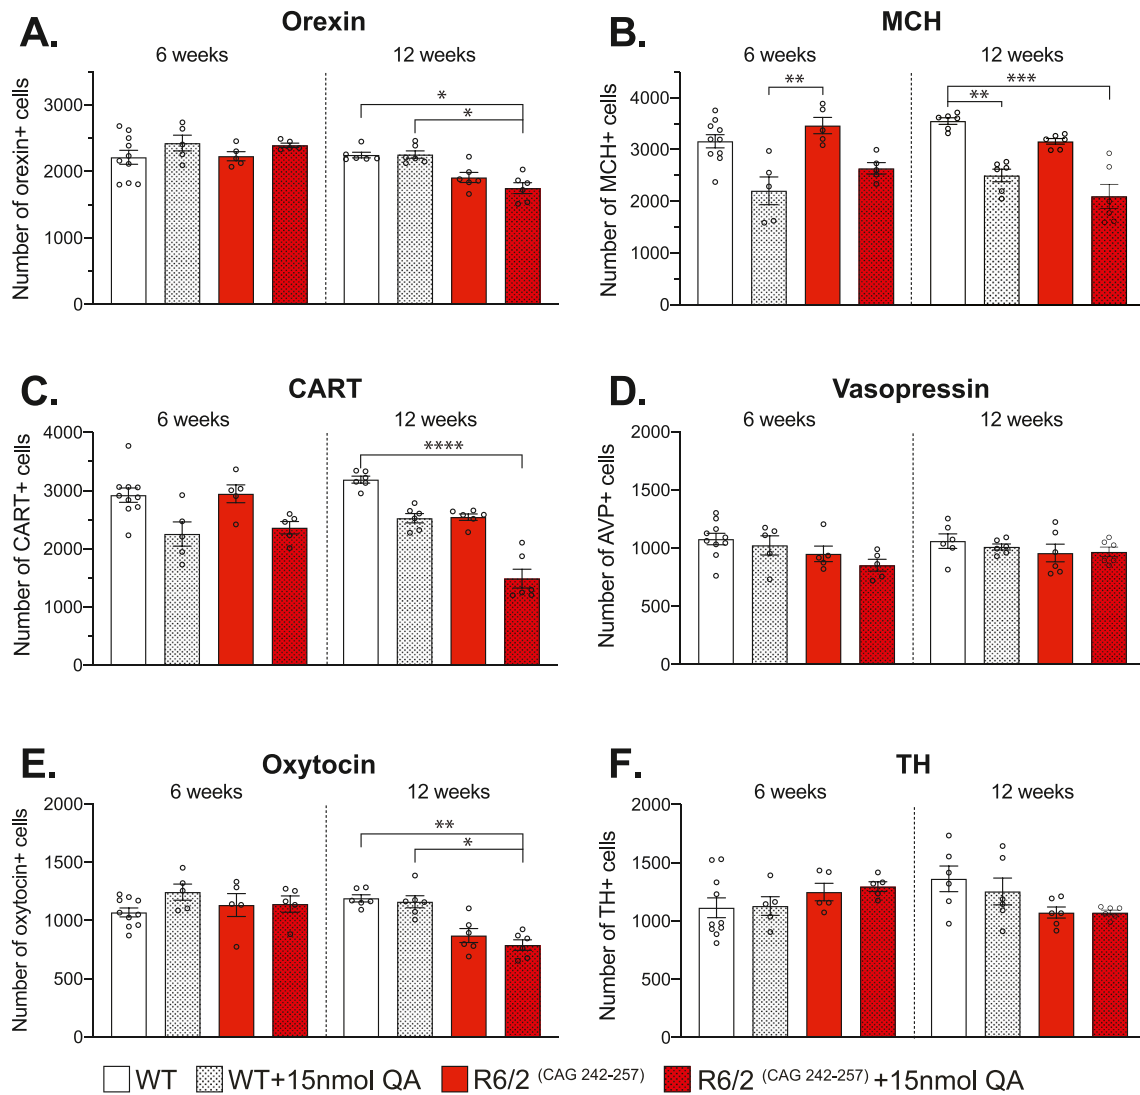 A.
Orexin
6 weeks
12 weeks
Number of orexin+ cells
3000
2000
1000
0
*
*
B.
MCH
6 weeks
12 weeks
Number of MCH+ cells
4000
3000
2000
1000
0
**
***
**
C.
CART
6 weeks
12 weeks
Number of CART+ cells
4000
3000
2000
1000
0
****
D.
Vasopressin
6 weeks
12 weeks
Number of AVP+ cells
2000
1500
1000
500
0
E.
Oxytocin
6 weeks
12 weeks
Number of oxytocin+ cells
2000
1500
1000
500
0
**
*
F.
TH
6 weeks
12 weeks
Number of TH+ cells
2000
1500
1000
500
0
WT WT+15nmol QA R6/2 (CAG 242-257) R6/2 (CAG 242-257) +15nmol QA